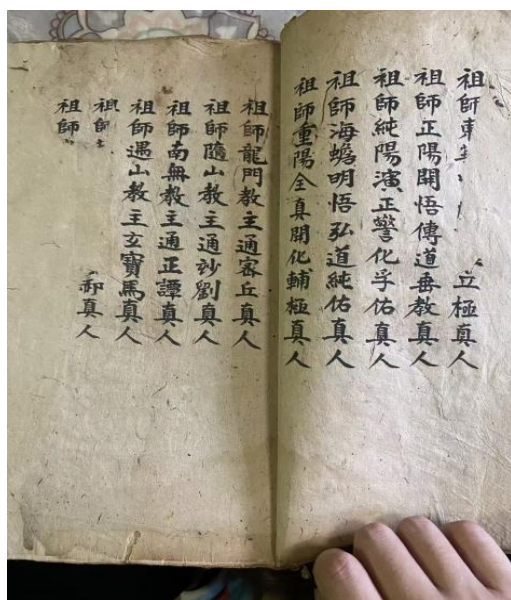 祖師東 立極真人
祖師正陽開悟傳道垂教真人
祖師純陽演正警化孚佑真人
祖師海蟾明悟弘道純佑真人
祖師重陽全真開化輔極真人
祖師龍門教主通密丘真人
祖師隨山教主通玅劉真人
祖師南無教主通正譚真人
祖師遇山教主玄寶馬真人
祖師 郝真人
祖師